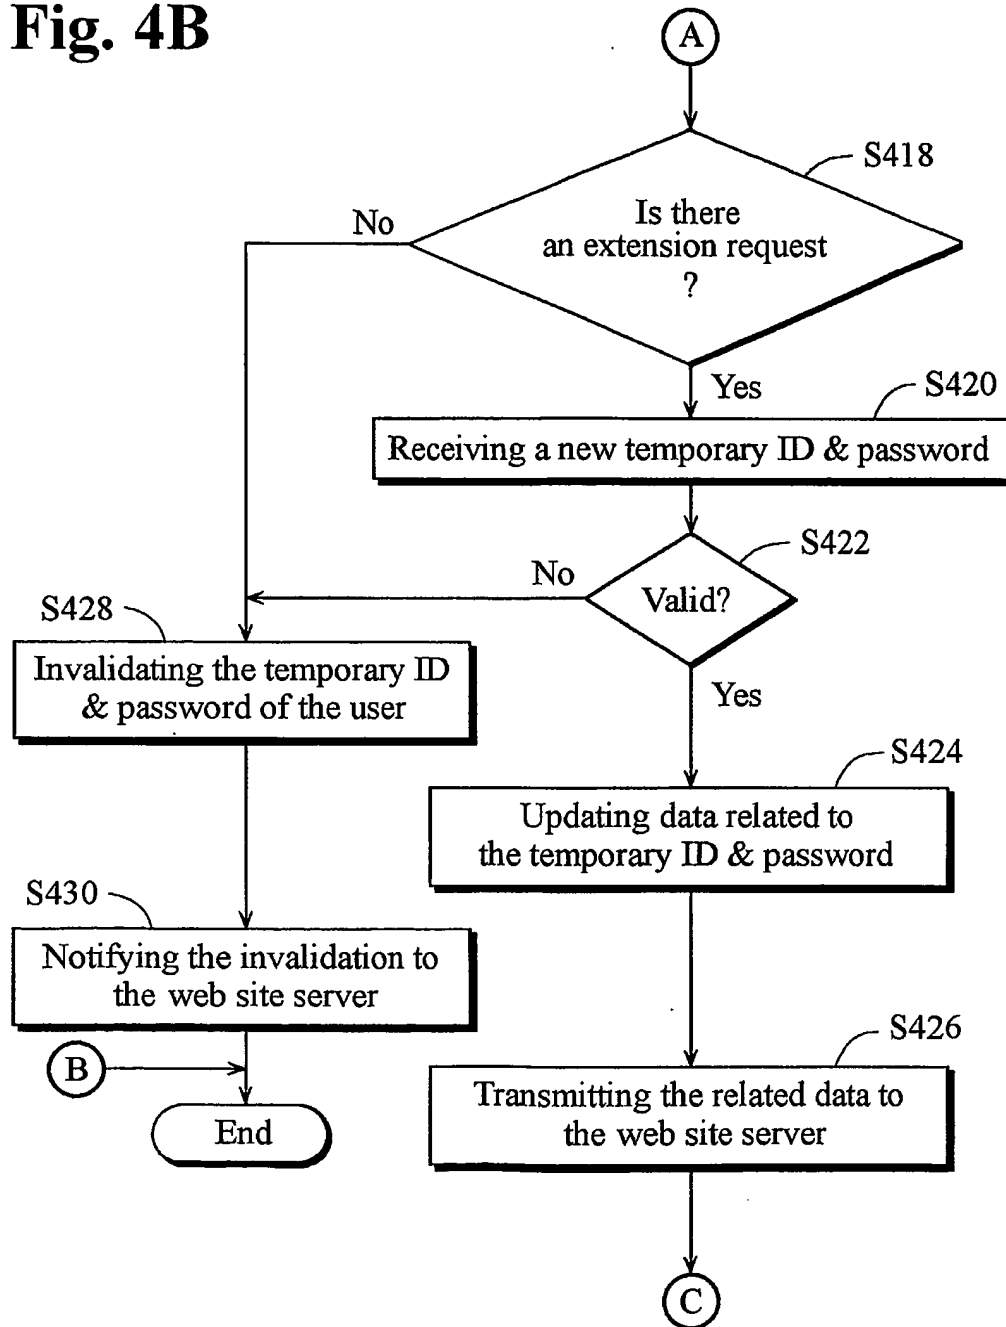 Fig. 4B
A
S418
No
Is there
an extension request
?
Yes
S420
Receiving a new temporary ID & password
S422
No
Valid?
S428
Invalidating the temporary ID
& password of the user
Yes
S424
Updating data related to
the temporary ID & password
S430
Notifying the invalidation to
the web site server
S426
B
Transmitting the related data to
the web site server
End
C